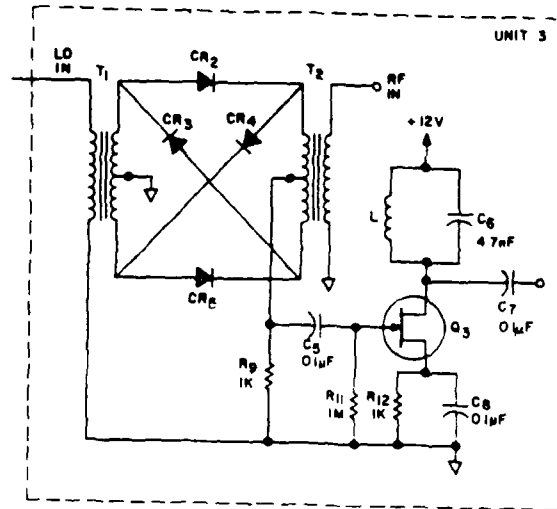 UNIT 3
LO
IN
T1
CR2
T2
RF
IN
CR3
CR4
+12V
L
C6
4.7nF
CR5
C5
0.1µF
Q3
C7
0.1µF
R9
1K
R11
1M
R12
1K
C8
0.1µF